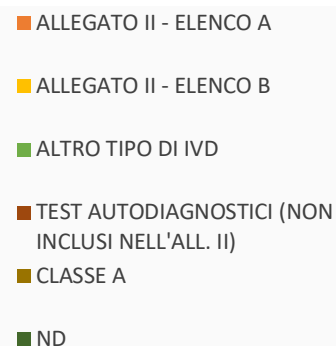 ALLEGATO II - ELENCO A
ALLEGATO II - ELENCO B
ALTRO TIPO DI IVD
TEST AUTODIAGNOSTICI (NON
INCLUSI NELL'ALL. II)
CLASSE A
ND